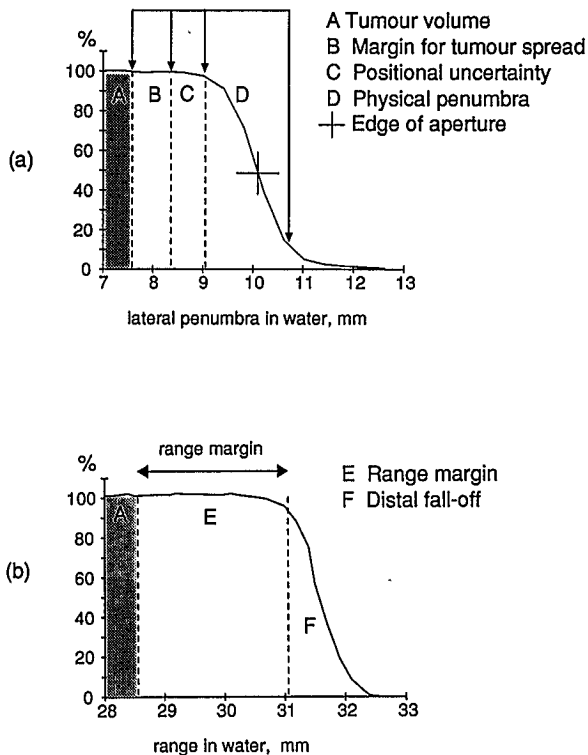 A Tumour volume
B Margin for tumour spread
C Positional uncertainty
D Physical penumbra
Edge of aperture
(a)
%
100
80
60
40
20
0
A B C D
7 8 9 10 11 12 13
lateral penumbra in water, mm
range margin
E Range margin
F Distal fall-off
(b)
%
100
80
60
40
20
0
A E F
28 29 30 31 32 33
range in water, mm